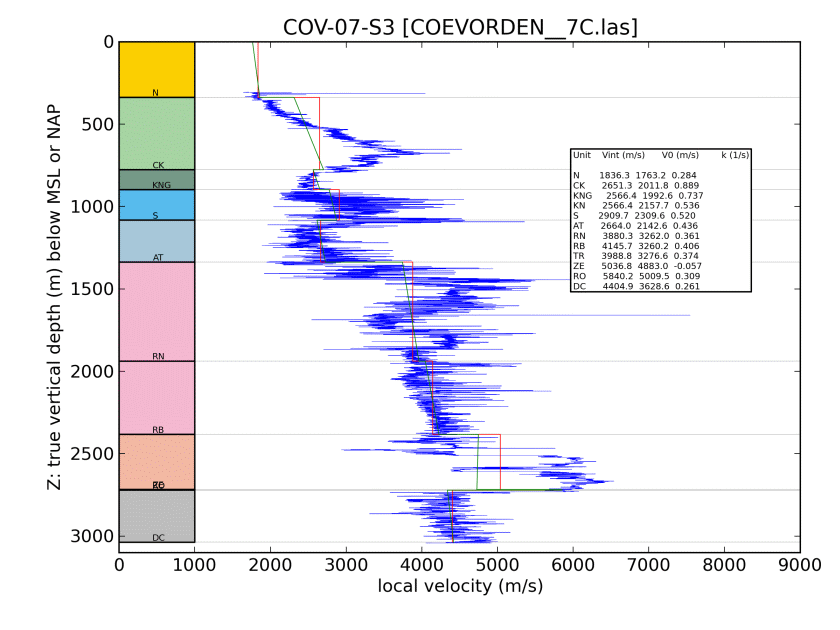 COV-07-S3 [COEVORDEN__7C.las]
0
500
1000
1500
2000
2500
3000
Z: true vertical depth (m) below MSL or NAP
N
CK
KNG
S
AT
RN
RB
DC
Unit Vint (m/s) V0 (m/s) k (1/s)
N 1836.3 1763.2 0.284
CK 2651.3 2011.8 0.889
KNG 2566.4 1992.6 0.737
KN 2566.4 2157.7 0.536
S 2909.7 2309.6 0.520
AT 2664.0 2142.6 0.436
RN 3880.3 3262.0 0.361
RB 4145.7 3260.2 0.406
TR 3988.8 3276.6 0.374
ZE 5036.8 4883.0 -0.057
RO 5840.2 5009.5 0.309
DC 4404.9 3628.6 0.261
0 1000 2000 3000 4000 5000 6000 7000 8000 9000
local velocity (m/s)